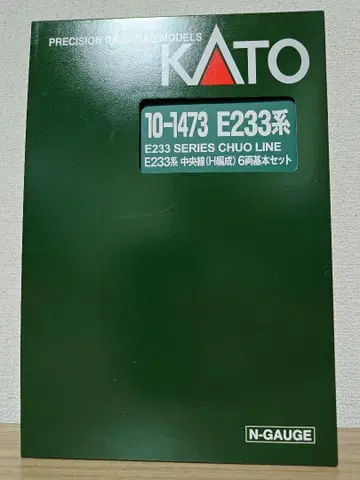 PRECISION RAILROAD MODELS
KATO
10-1473 E233系
E233 SERIES CHUO LINE
E233系 中央線(H編成) 6両基本セット
N-GAUGE